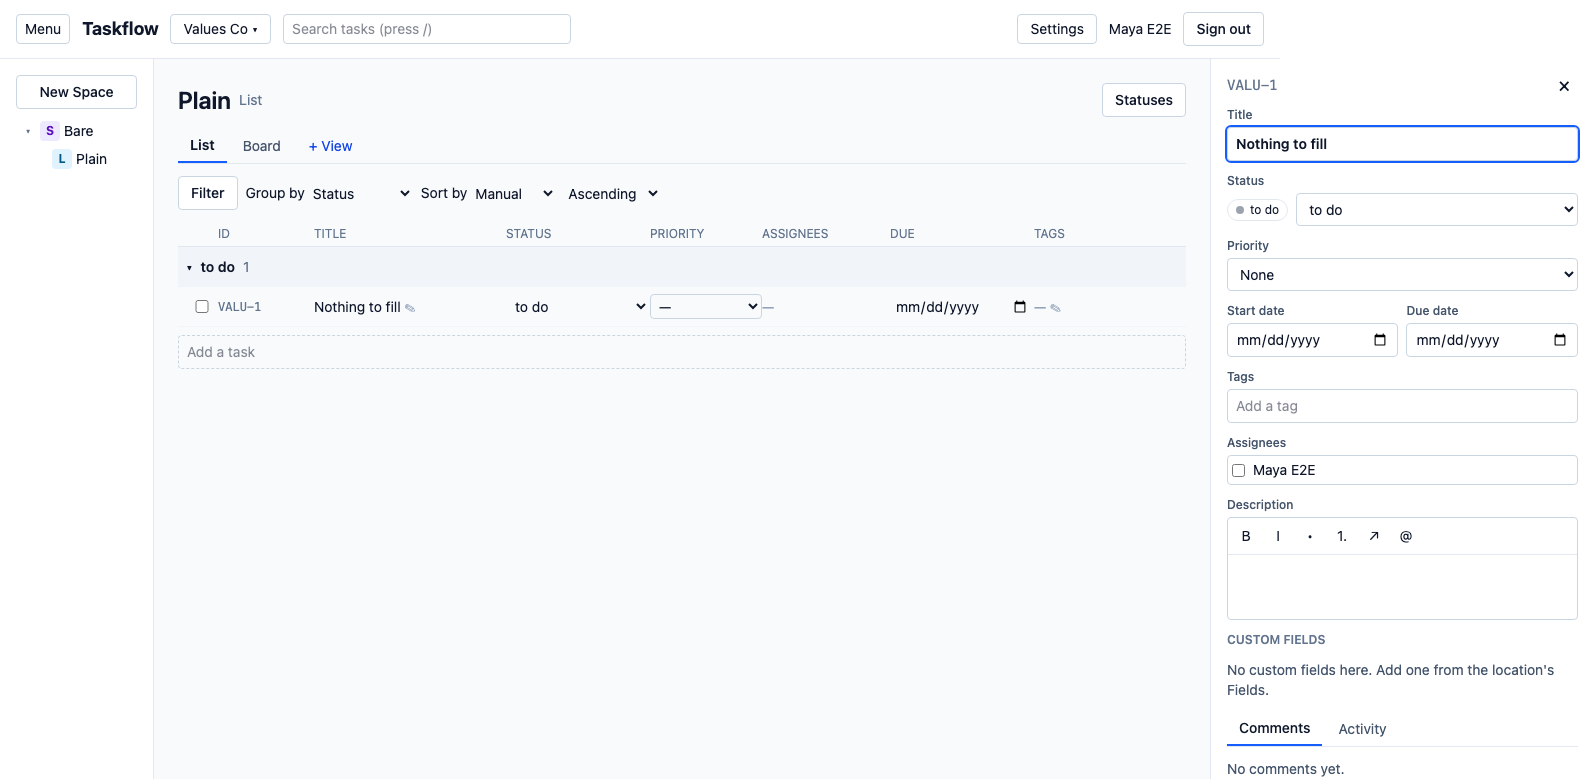 Menu Taskflow Values Co ▾ Search tasks (press /) Settings Maya E2E Sign out
New Space
▾ S Bare
L Plain
Plain List Statuses
List Board + View
Filter Group by Status Sort by Manual Ascending
ID TITLE STATUS PRIORITY ASSIGNEES DUE TAGS
▾ to do 1
VALU-1 Nothing to fill ✎ to do — — mm/dd/yyyy — ✎
Add a task
VALU-1 ×
Title
Nothing to fill
Status
to do to do
Priority
None
Start date Due date
mm/dd/yyyy mm/dd/yyyy
Tags
Add a tag
Assignees
Maya E2E
Description
B I • 1. ↗ @
CUSTOM FIELDS
No custom fields here. Add one from the location's
Fields.
Comments Activity
No comments yet.